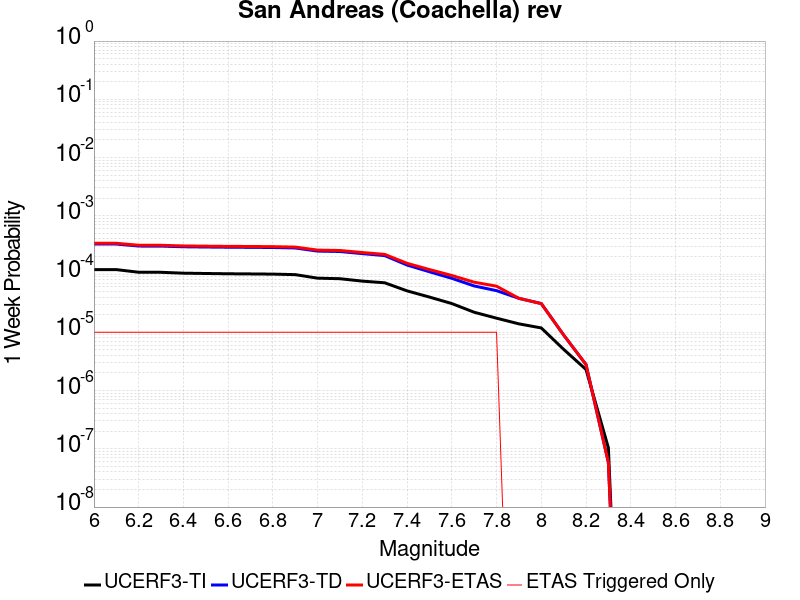 San Andreas (Coachella) rev
10^0
10^-1
10^-2
10^-3
10^-4
10^-5
10^-6
10^-7
10^-8
1 Week Probability
6 6.2 6.4 6.6 6.8 7 7.2 7.4 7.6 7.8 8 8.2 8.4 8.6 8.8 9
Magnitude
UCERF3-TI UCERF3-TD UCERF3-ETAS ETAS Triggered Only